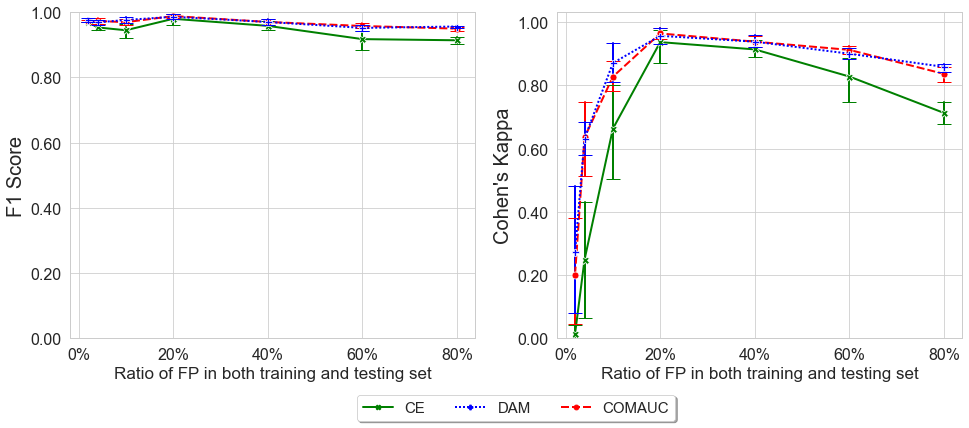 F1 Score
1.00
0.80
0.60
0.40
0.20
0.00
0% 20% 40% 60% 80%
Ratio of FP in both training and testing set
Cohen's Kappa
1.00
0.80
0.60
0.40
0.20
0.00
0% 20% 40% 60% 80%
Ratio of FP in both training and testing set
CE DAM COMAUC